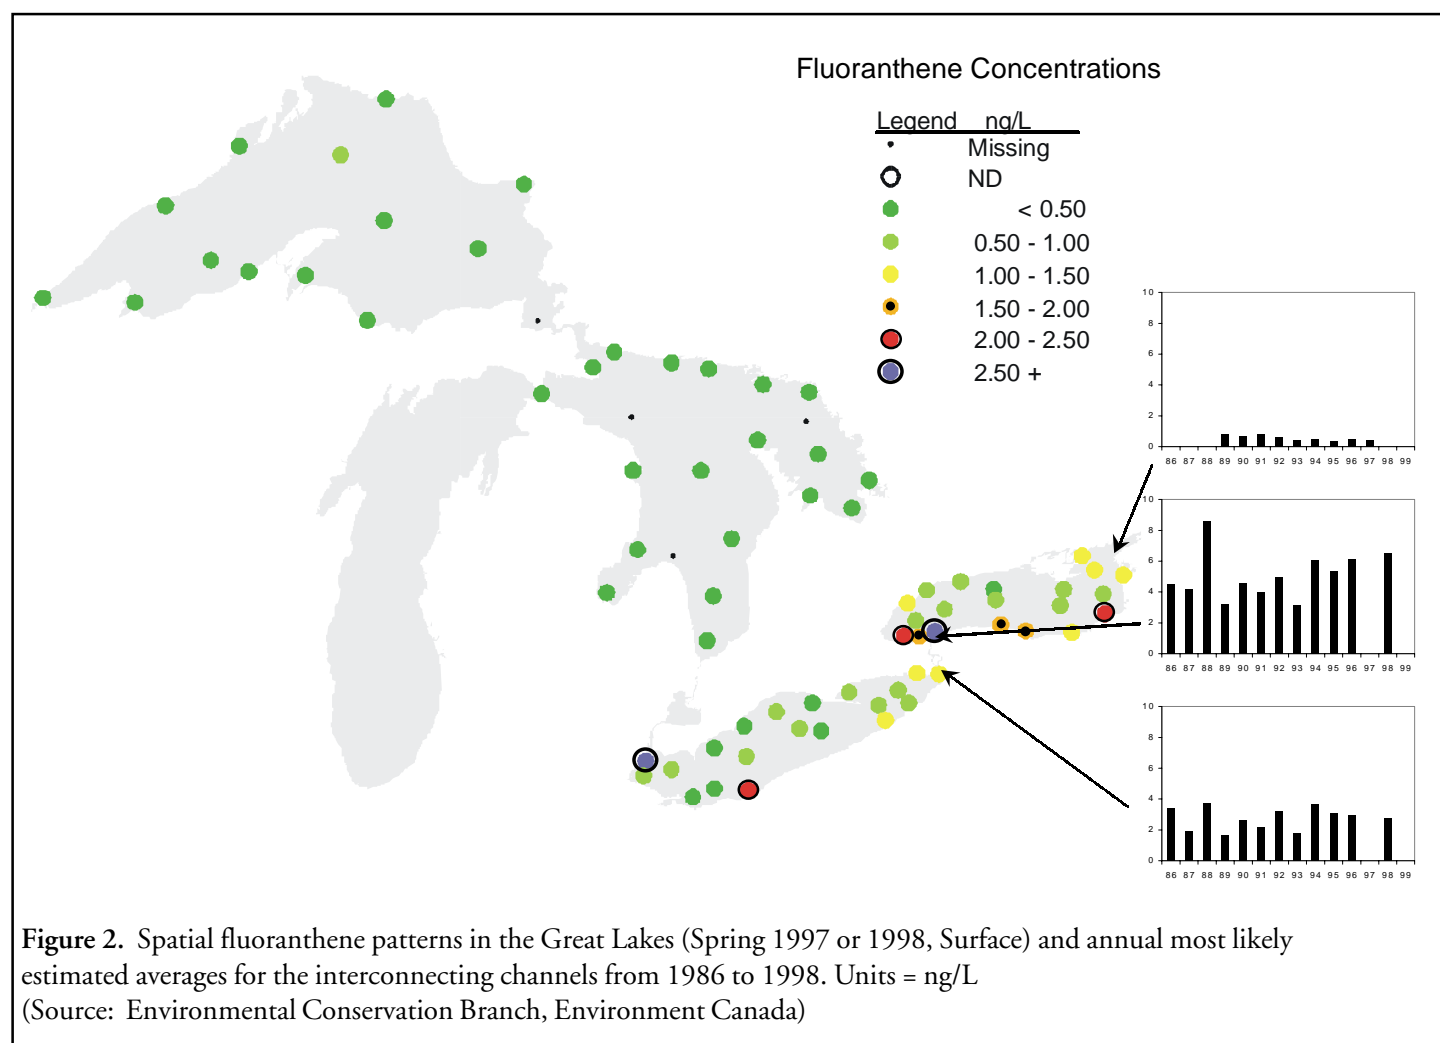 Fluoranthene Concentrations
Legend ng/L
Missing
ND
< 0.50
0.50 - 1.00
1.00 - 1.50
1.50 - 2.00
2.00 - 2.50
2.50 +
10
8
6
4
2
0
86 87 88 89 90 91 92 93 94 95 96 97 98 99
10
8
6
4
2
0
86 87 88 89 90 91 92 93 94 95 96 97 98 99
10
8
6
4
2
0
86 87 88 89 90 91 92 93 94 95 96 97 98 99
Figure 2. Spatial fluoranthene patterns in the Great Lakes (Spring 1997 or 1998, Surface) and annual most likely
estimated averages for the interconnecting channels from 1986 to 1998. Units = ng/L
(Source: Environmental Conservation Branch, Environment Canada)